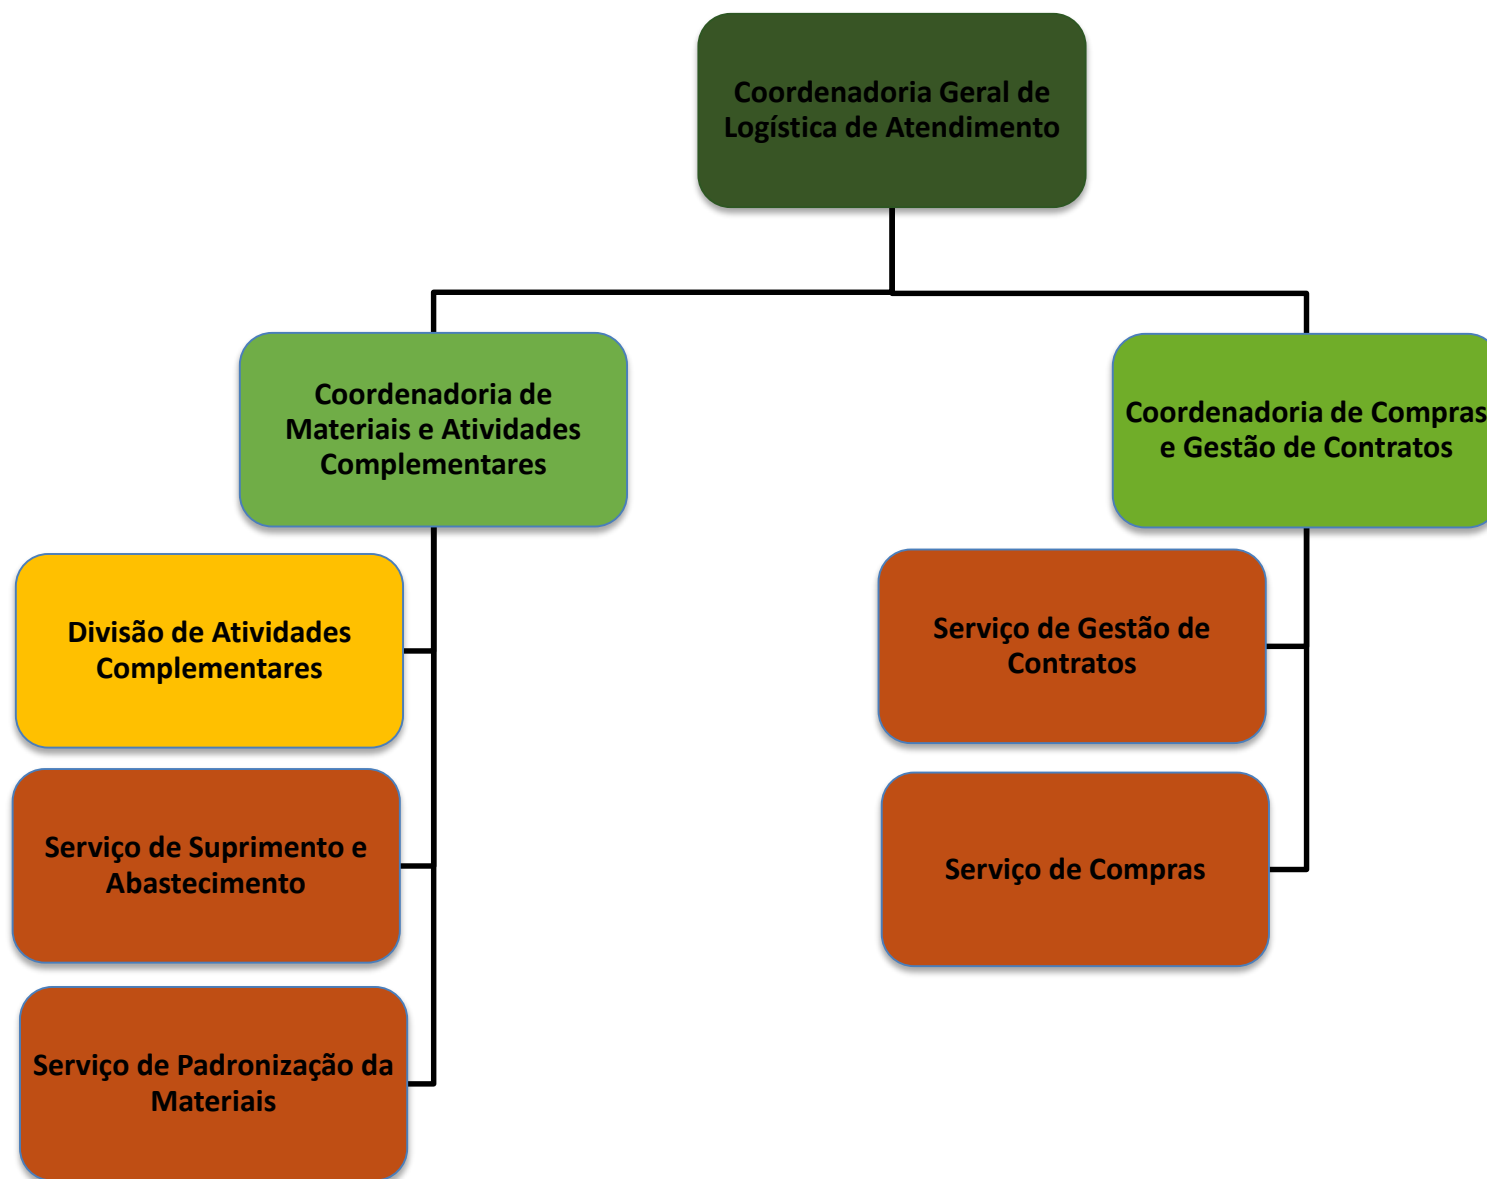 Coordenadoria Geral de
Logística de Atendimento
Coordenadoria de
Materiais e Atividades
Complementares
Coordenadoria de Compras
e Gestão de Contratos
Divisão de Atividades
Complementares
Serviço de Gestão de
Contratos
Serviço de Suprimento e
Abastecimento
Serviço de Compras
Serviço de Padronização da
Materiais